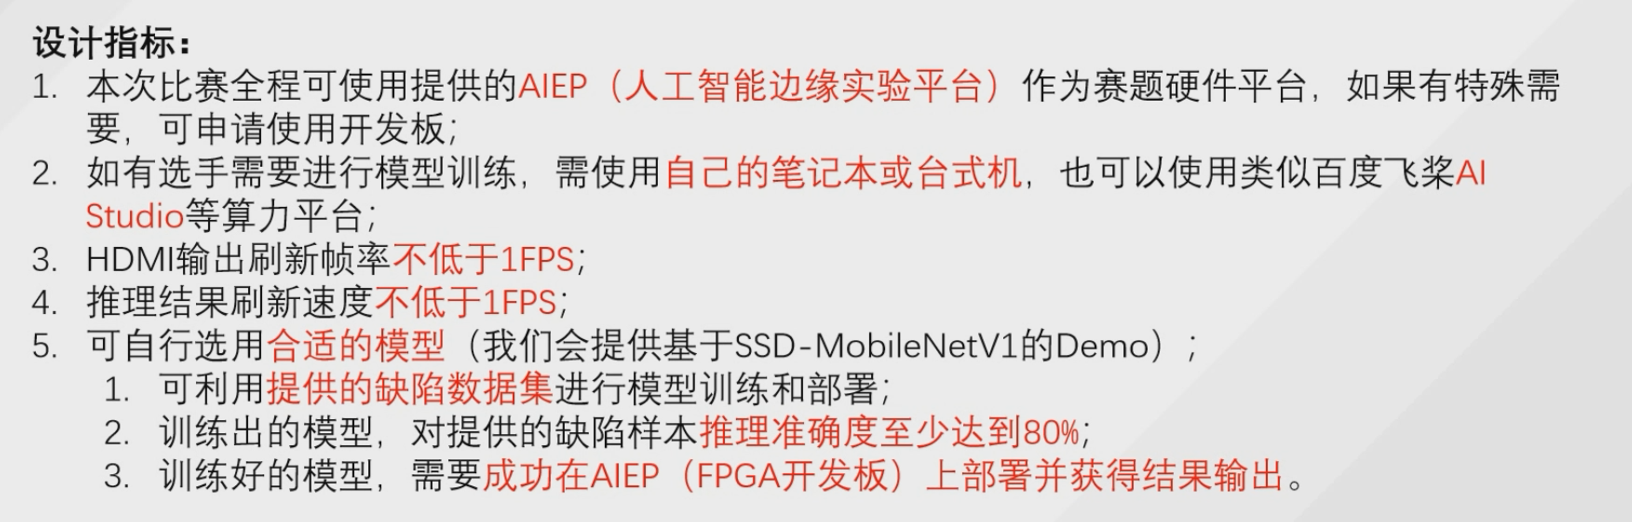 设计指标：
1. 本次比赛全程可使用提供的AIEP（人工智能边缘实验平台）作为赛题硬件平台，如果有特殊需
要，可申请使用开发板；
2. 如有选手需要进行模型训练，需使用自己的笔记本或台式机，也可以使用类似百度飞桨AI
Studio等算力平台；
3. HDMI输出刷新帧率不低于1FPS；
4. 推理结果刷新速度不低于1FPS；
5. 可自行选用合适的模型（我们会提供基于SSD-MobileNetV1的Demo）；
1. 可利用提供的缺陷数据集进行模型训练和部署；
2. 训练出的模型，对提供的缺陷样本推理准确度至少达到80%；
3. 训练好的模型，需要成功在AIEP（FPGA开发板）上部署并获得结果输出。